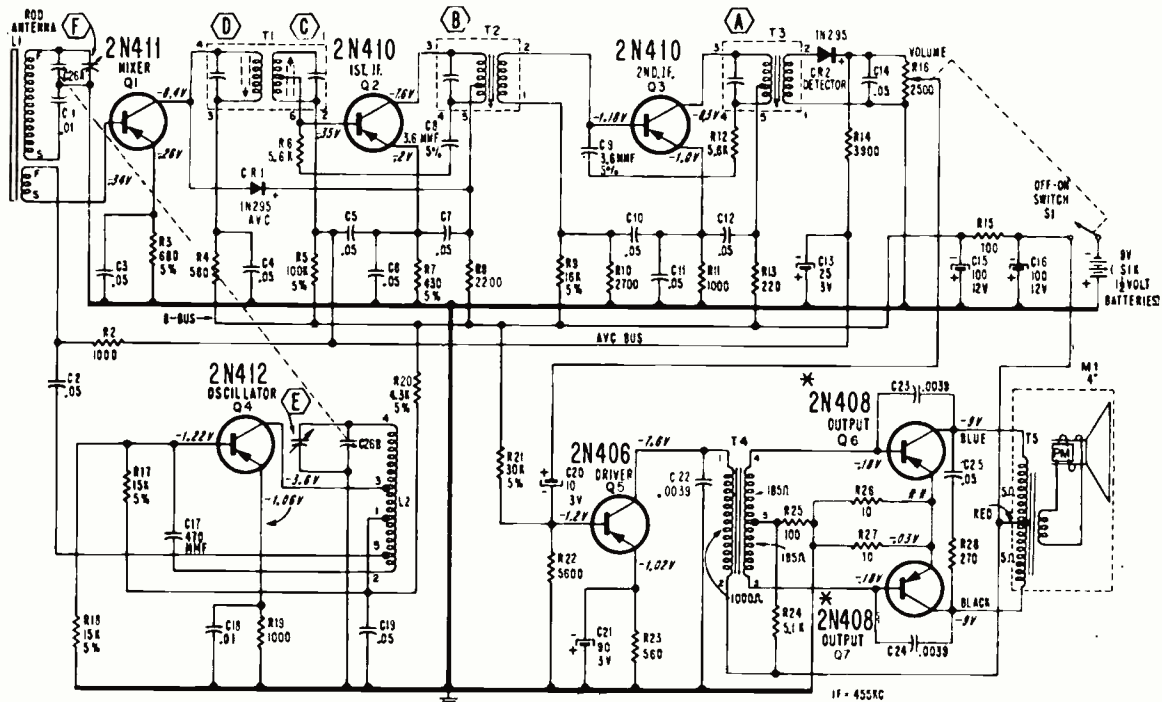 ROD
ANTENNA
L1
F
C26A
C1
.01
2N411
MIXER
Q1
-8.4V
-.26V
-.34V
D
C
T1
2N410
1ST. I.F.
Q2
-7.6V
-.35V
-.2V
R6
5.6K
3.6 MMF
5%
C8
B
T2
2N410
2ND. I.F.
Q3
-1.18V
-8.5V
-1.0V
C9
3.6MMF
5%
A
T3
R12
5.6K
1N295
CR2
DETECTOR
C14
.05
VOLUME
R16
2500
R14
3900
OFF-ON
SWITCH
S1
CR1
1N295
AVC
C3
.05
R3
680
5%
R4
560
C4
.05
R5
100K
5%
C5
.05
C6
.05
R7
430
5%
C7
.05
R8
2200
R9
16K
5%
R10
2700
C10
.05
C11
.05
R11
1000
C12
.05
R13
220
C13
25
3V
R15
100
C15
100
12V
C16
100
12V
9V
(SIX
1½ VOLT
BATTERIES)
B-BUS
AVC BUS
R2
1000
C2
.05
2N412
OSCILLATOR
Q4
E
R20
4.3K
5%
-1.22V
-3.6V
-1.06V
C26B
L2
R17
15K
5%
C17
470
MMF
R18
15K
5%
C18
.01
R19
1000
C19
.05
R21
30K
5%
C20
10
3V
2N406
DRIVER
Q5
-7.6V
-1.2V
-1.02V
R22
5600
C21
90
3V
R23
560
C22
.0039
T4
185Ω
185Ω
1000Ω
R25
100
R24
5.1K
*
2N408
OUTPUT
Q6
C23
.0039
-.18V
-9V
BLUE
R26
10
R27
10
-.03V
C25
.05
R28
270
-.18V
*
2N408
OUTPUT
Q7
C24
.0039
BLACK
-9V
RED
5Ω
5Ω
T5
M1
4"
PM
IF = 455KC